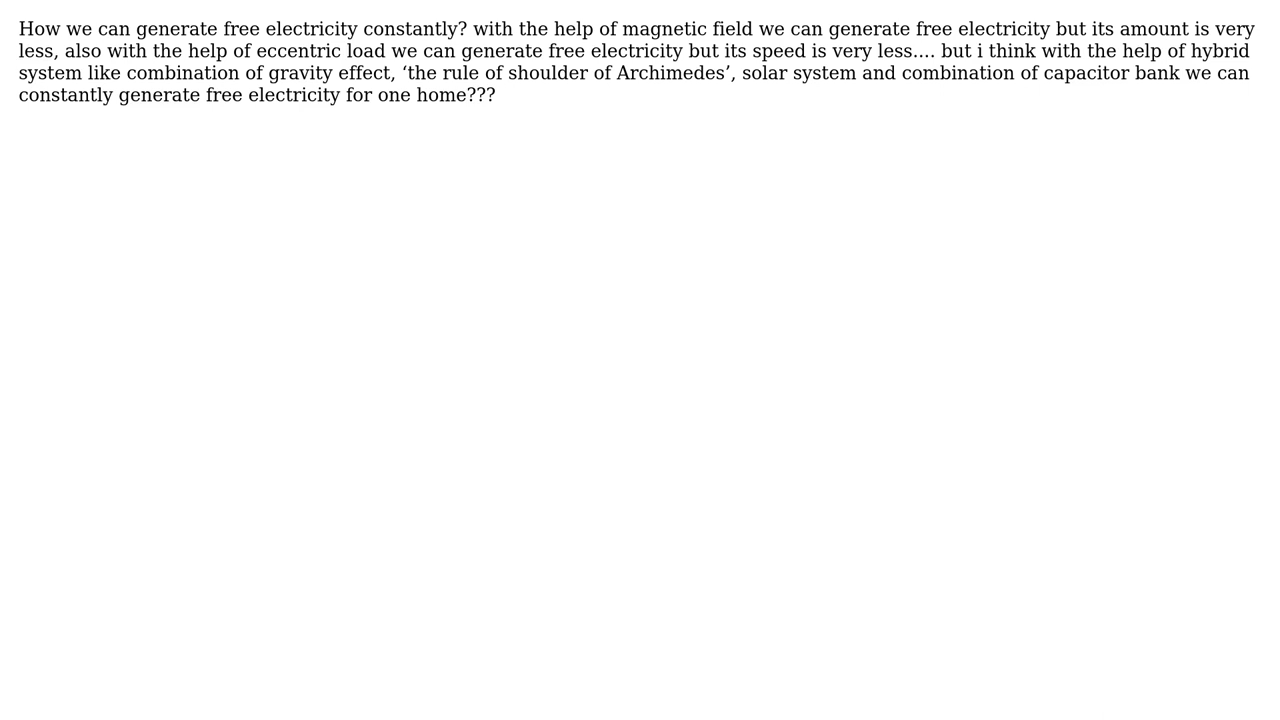 How we can generate free electricity constantly? with the help of magnetic field we can generate free electricity but its amount is very
less, also with the help of eccentric load we can generate free electricity but its speed is very less.... but i think with the help of hybrid
system like combination of gravity effect, ‘the rule of shoulder of Archimedes’, solar system and combination of capacitor bank we can
constantly generate free electricity for one home???